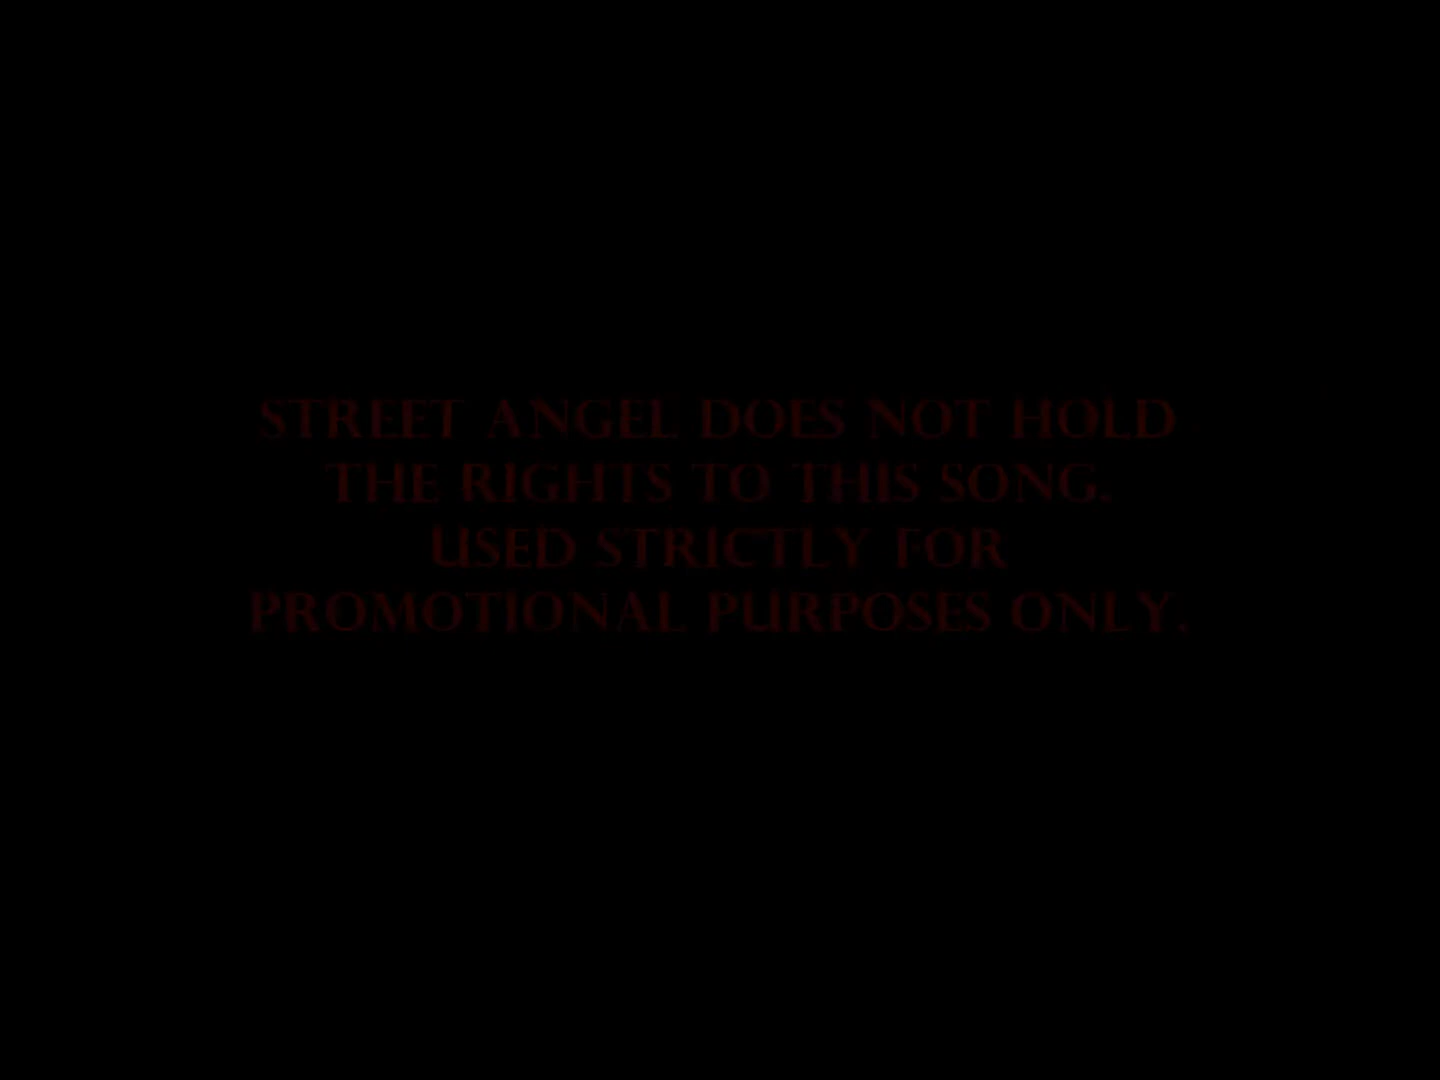 STREET ANGEL DOES NOT HOLD
THE RIGHTS TO THIS SONG.
USED STRICTLY FOR
PROMOTIONAL PURPOSES ONLY.